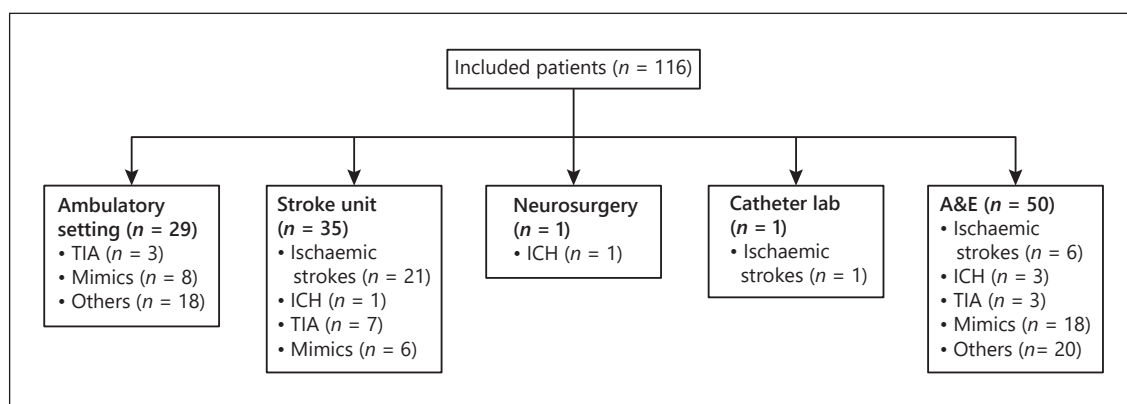 Included patients (n = 116)
Ambulatory
setting (n = 29)
• TIA (n = 3)
• Mimics (n = 8)
• Others (n = 18)
Stroke unit
(n = 35)
• Ischaemic
strokes (n = 21)
• ICH (n = 1)
• TIA (n = 7)
• Mimics (n = 6)
Neurosurgery
(n = 1)
• ICH (n = 1)
Catheter lab
(n = 1)
• Ischaemic
strokes (n = 1)
A&E (n = 50)
• Ischaemic
strokes (n = 6)
• ICH (n = 3)
• TIA (n = 3)
• Mimics (n = 18)
• Others (n= 20)